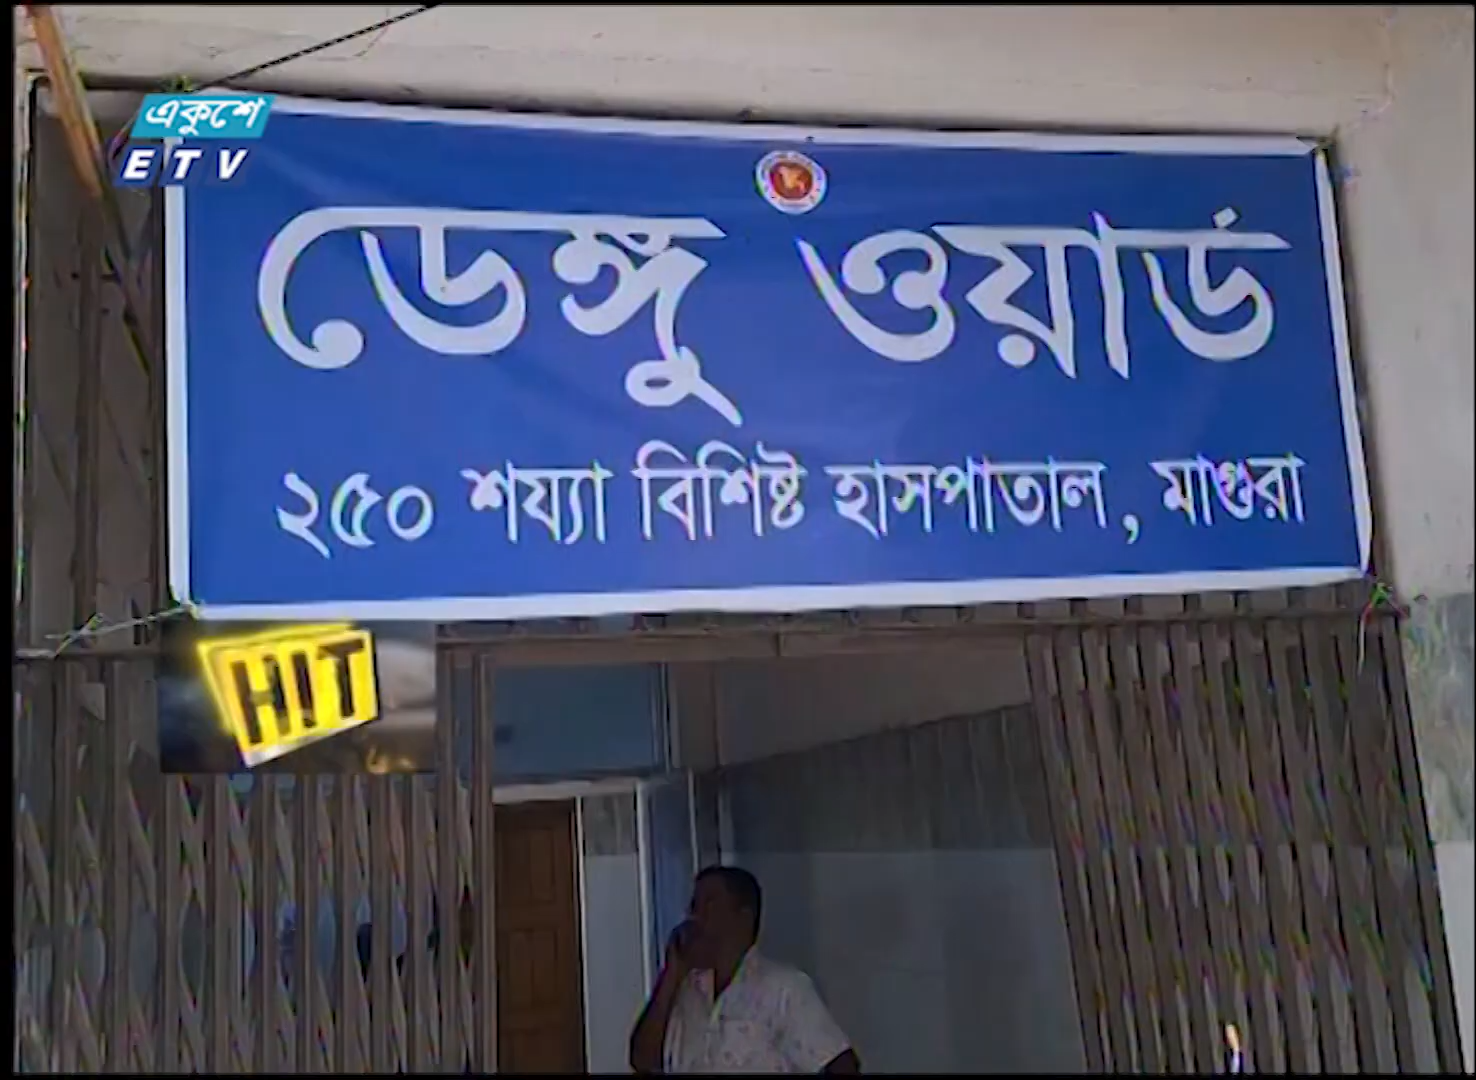 একুশে
ETV
ডেঙ্গু ওয়ার্ড
২৫০ শয্যা বিশিষ্ট হাসপাতাল, মাগুরা
HIT